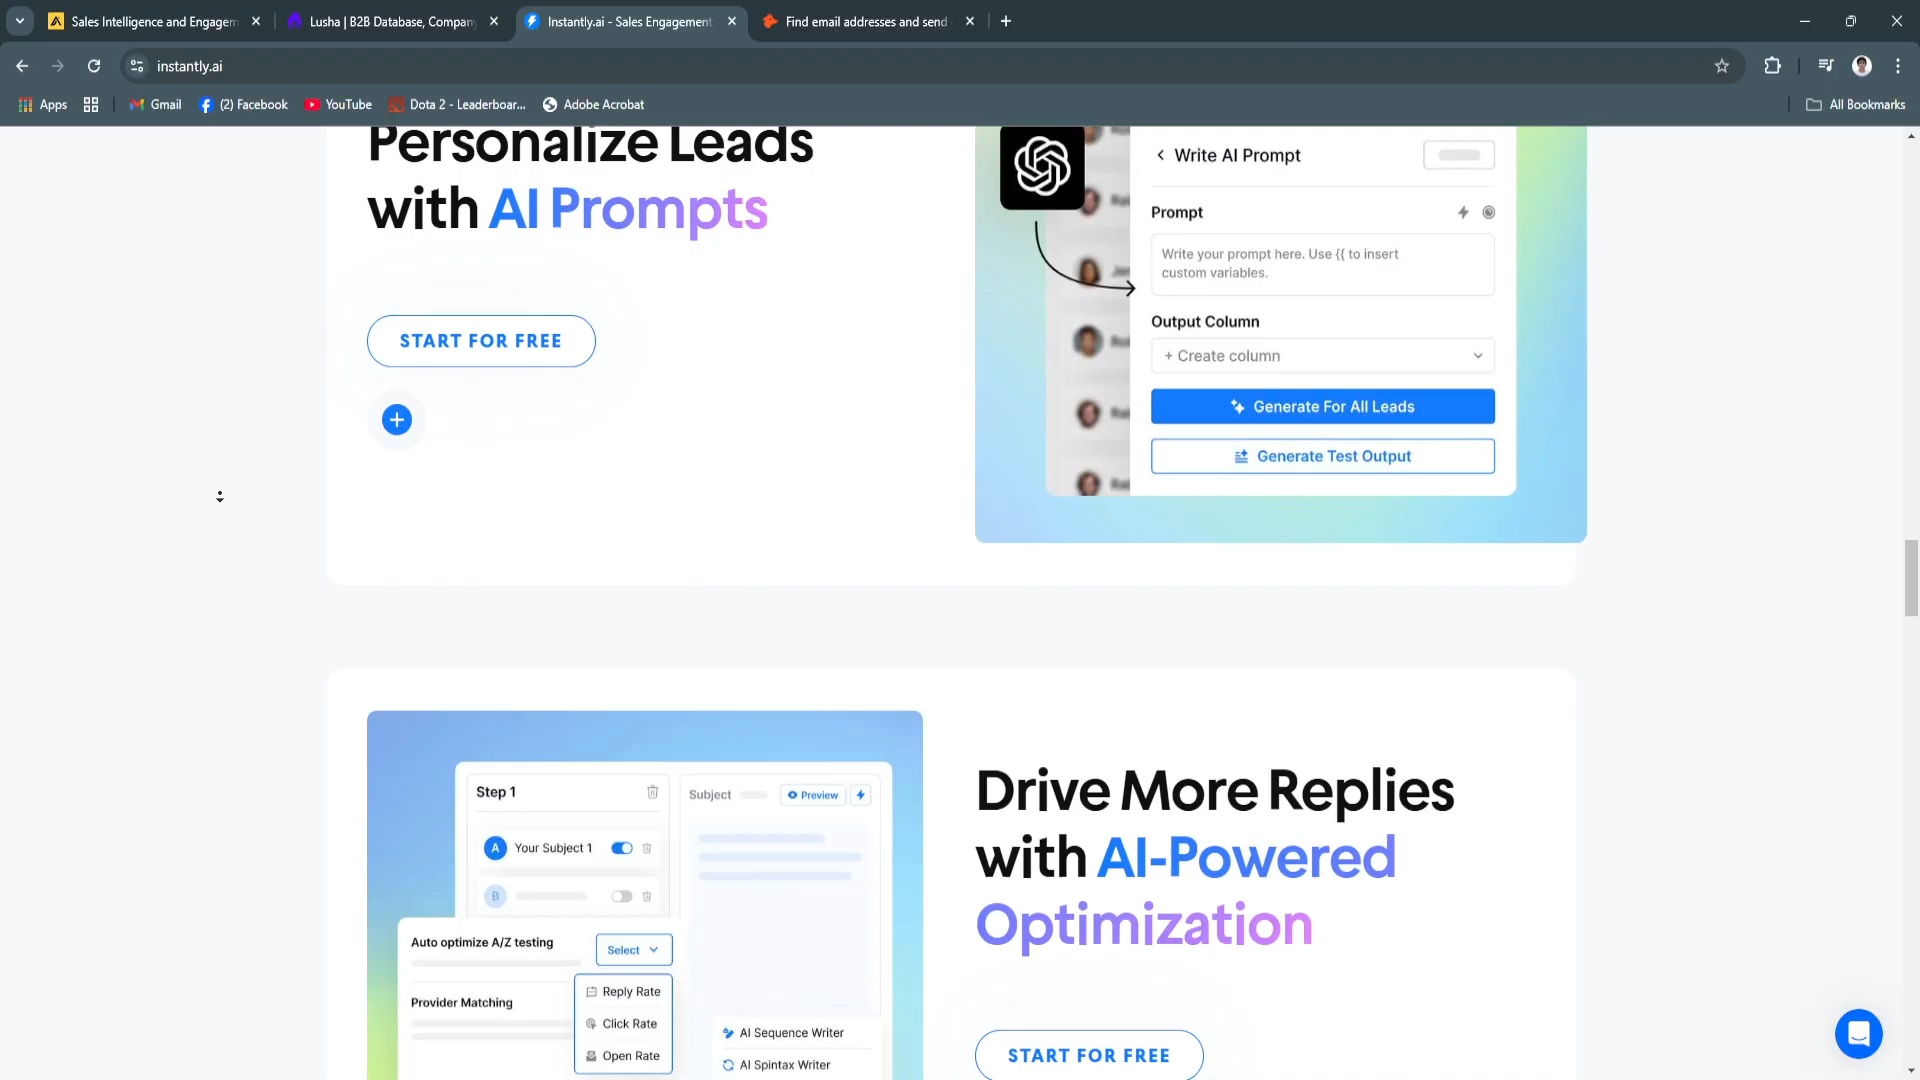 Sales Intelligence and Engagem
Lusha | B2B Database, Company
Instantly.ai - Sales Engagement
Find email addresses and send
instantly.ai
Apps
Gmail
(2) Facebook
YouTube
Dota 2 - Leaderboar...
Adobe Acrobat
All Bookmarks
Personalize Leads
with AI Prompts
START FOR FREE
Write AI Prompt
Prompt
Write your prompt here. Use {{ to insert
custom variables.
Output Column
+ Create column
Generate For All Leads
Generate Test Output
Step 1
A
Your Subject 1
B
Subject
Preview
Auto optimize A/Z testing
Select
Reply Rate
Provider Matching
Click Rate
Open Rate
AI Sequence Writer
AI Spintax Writer
Drive More Replies
with AI-Powered
Optimization
START FOR FREE